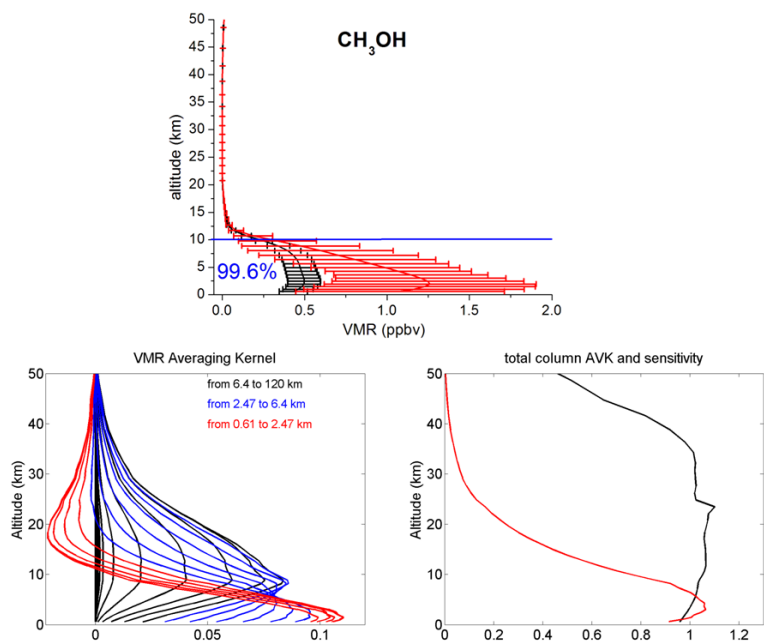 CH3OH
50
45
40
35
30
25
20
15
10
5
0
altitude (km)
99.6%
0.0 0.5 1.0 1.5 2.0
VMR (ppbv)
VMR Averaging Kernel
from 6.4 to 120 km
from 2.47 to 6.4 km
from 0.61 to 2.47 km
50
40
30
20
10
0
Altitude (km)
0 0.05 0.1
total column AVK and sensitivity
50
40
30
20
10
0
Altitude (km)
0 0.2 0.4 0.6 0.8 1 1.2